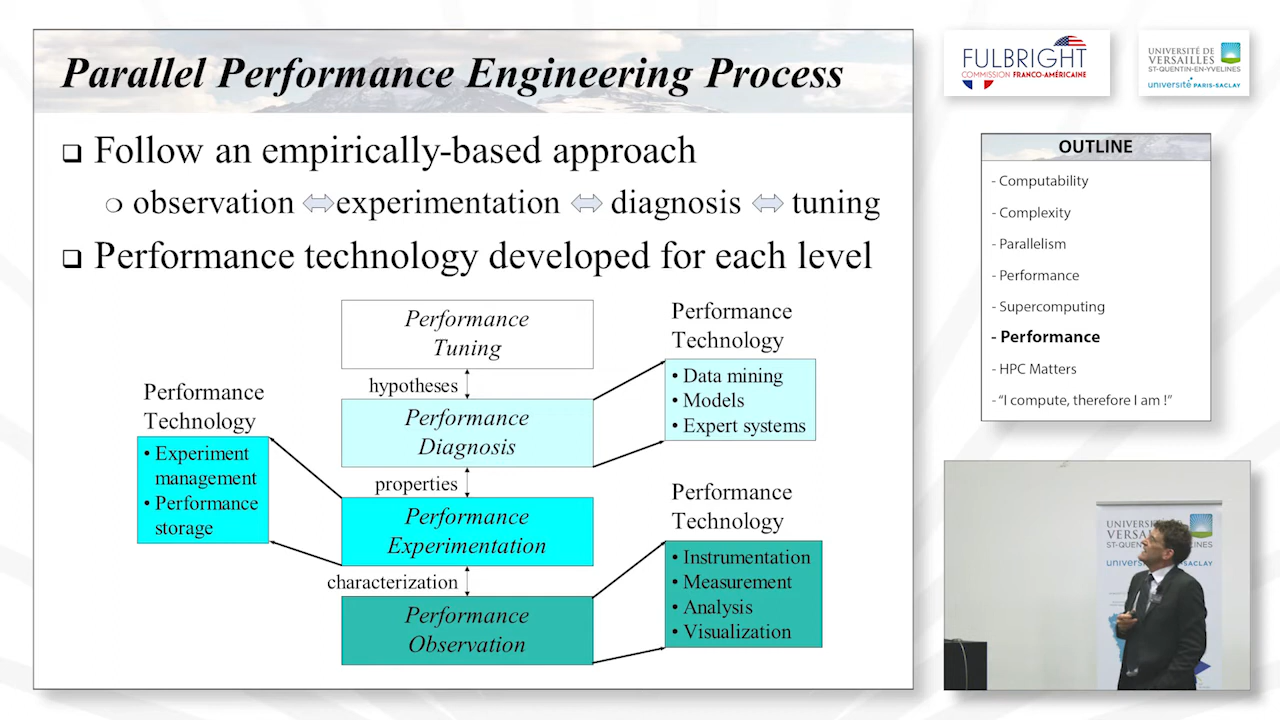 Parallel Performance Engineering Process
❑ Follow an empirically-based approach
❍ observation ⇔ experimentation ⇔ diagnosis ⇔ tuning
❑ Performance technology developed for each level
Performance
Tuning
hypotheses
Performance
Diagnosis
properties
Performance
Experimentation
characterization
Performance
Observation
Performance
Technology
• Experiment
management
• Performance
storage
Performance
Technology
• Data mining
• Models
• Expert systems
Performance
Technology
• Instrumentation
• Measurement
• Analysis
• Visualization
FULBRIGHT
COMMISSION FRANCO-AMÉRICAINE
UNIVERSITÉ DE
VERSAILLES
ST-QUENTIN-EN-YVELINES
université PARIS-SACLAY
OUTLINE
- Computability
- Complexity
- Parallelism
- Performance
- Supercomputing
- Performance
- HPC Matters
- “I compute, therefore I am !”